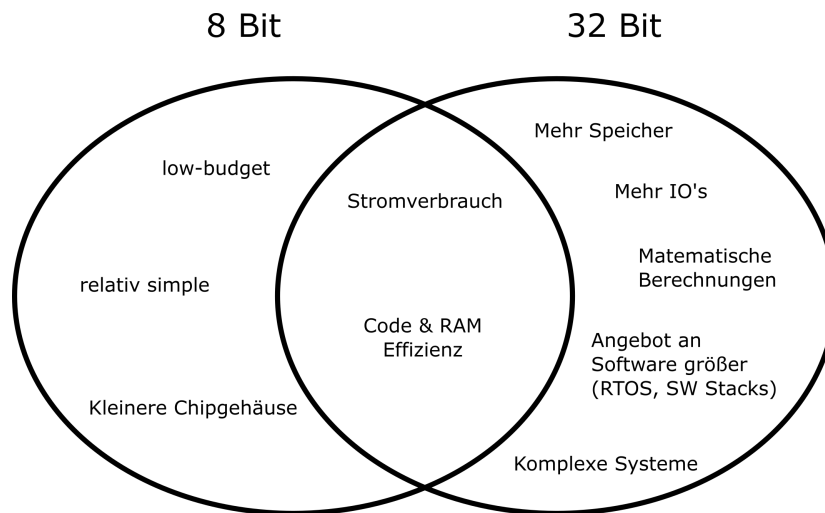 8 Bit
32 Bit
low-budget
relativ simple
Kleinere Chipgehäuse
Stromverbrauch
Code & RAM
Effizienz
Mehr Speicher
Mehr IO's
Matematische
Berechnungen
Angebot an
Software größer
(RTOS, SW Stacks)
Komplexe Systeme